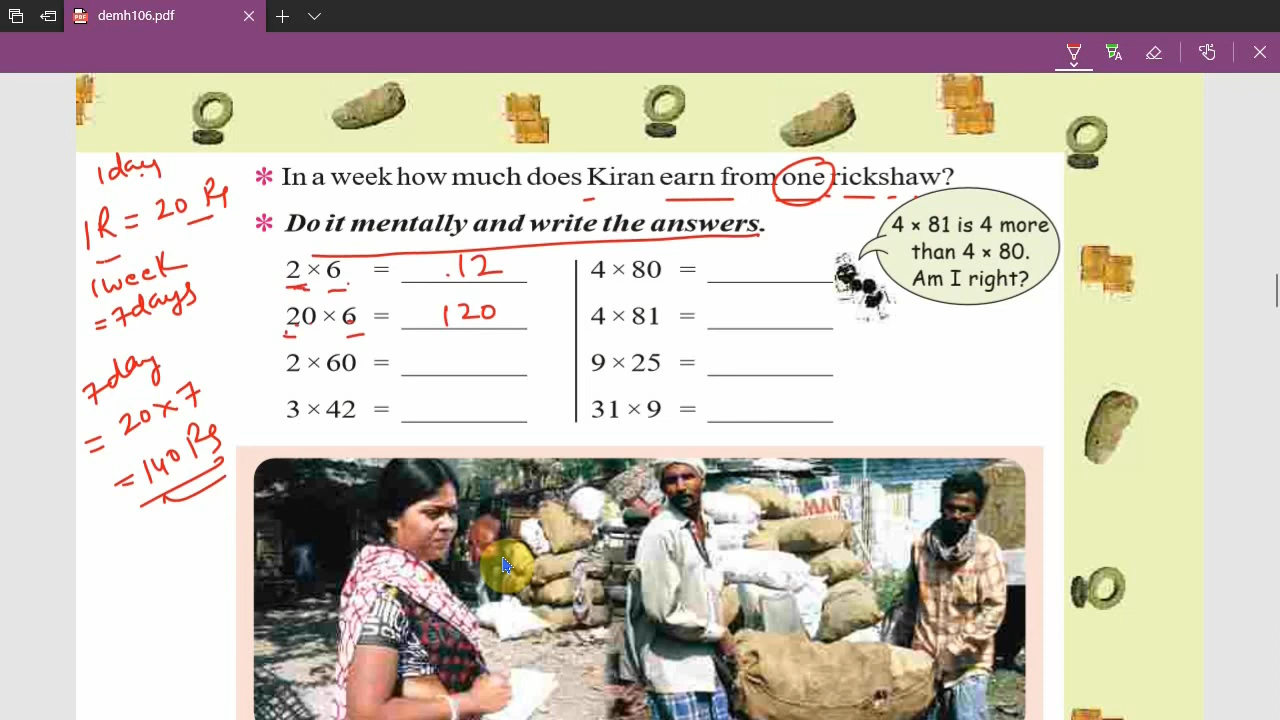 demh106.pdf
* In a week how much does Kiran earn from one rickshaw?
* Do it mentally and write the answers.
2 × 6 = 12
20 × 6 = 120
2 × 60 =
3 × 42 =
4 × 80 =
4 × 81 =
9 × 25 =
31 × 9 =
4 × 81 is 4 more
than 4 × 80.
Am I right?
1day
1R = 20 Rs
1week
= 7days
7day
= 20×7
= 140 Rs